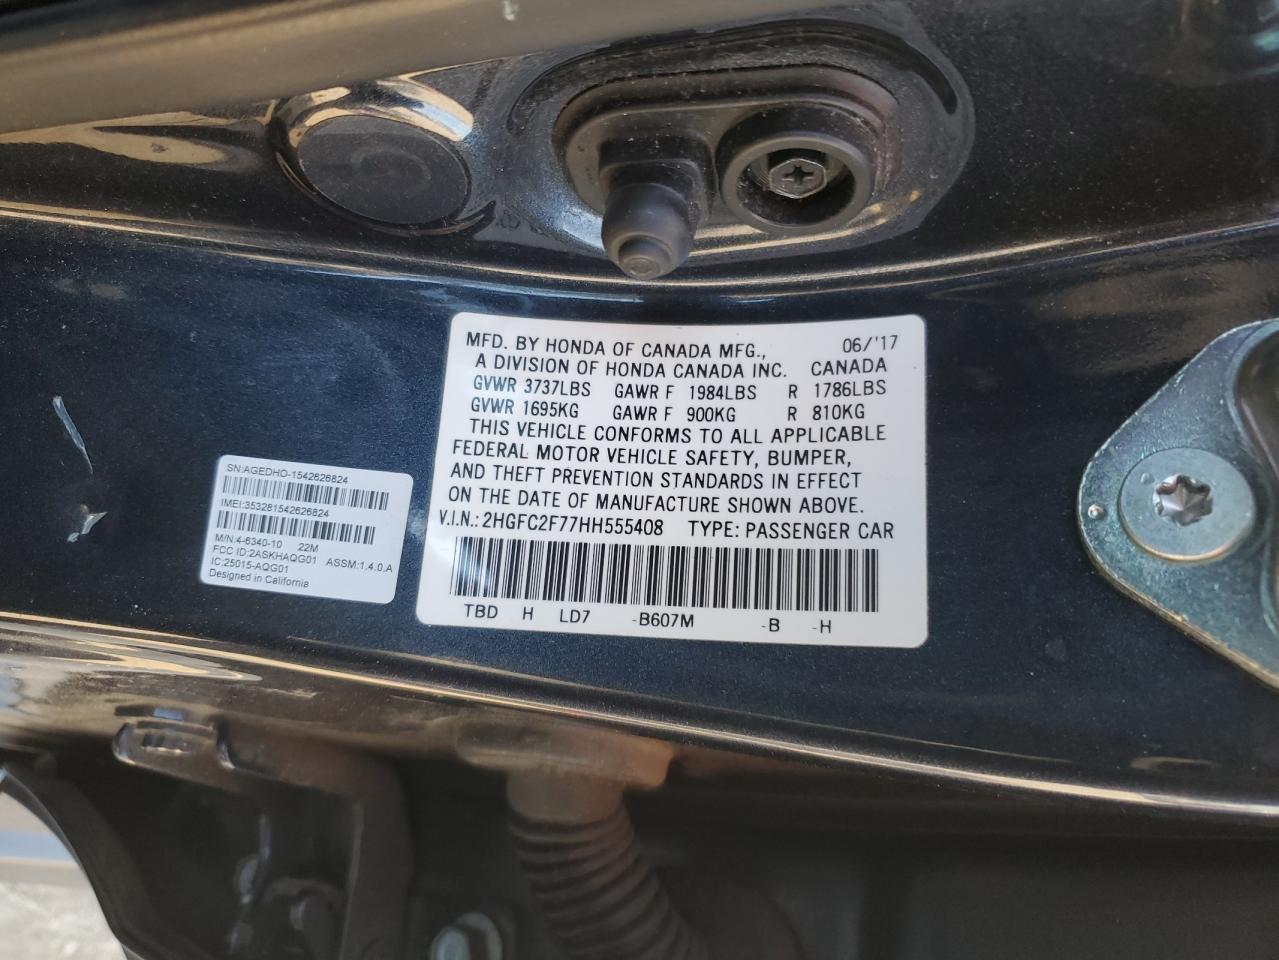 MFD. BY HONDA OF CANADA MFG., 06/'17
A DIVISION OF HONDA CANADA INC. CANADA
GVWR 3737LBS GAWR F 1984LBS R 1786LBS
GVWR 1695KG GAWR F 900KG R 810KG
THIS VEHICLE CONFORMS TO ALL APPLICABLE
FEDERAL MOTOR VEHICLE SAFETY, BUMPER,
AND THEFT PREVENTION STANDARDS IN EFFECT
ON THE DATE OF MANUFACTURE SHOWN ABOVE.
V.I.N.: 2HGFC2F77HH555408 TYPE: PASSENGER CAR
TBD H LD7 -B607M -B -H
SN:AGEDHO-1542626824
IMEI:353281542626824
M/N:4-6340-10 22M
FCC ID:2ASKHAQG01 ASSM:1.4.0.A
IC:25015-AQG01
Designed in California